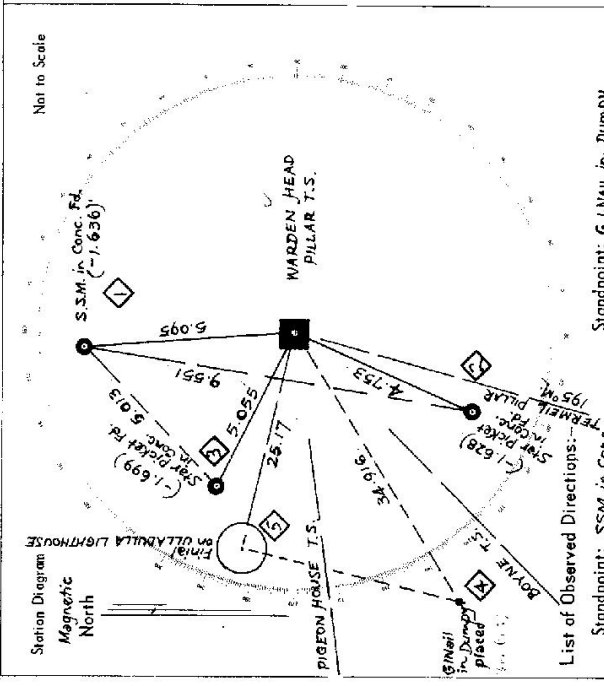 Station Diagram
Not to Scale
Magnetic
North
S.S.M. in Conc. Fd.
(-1.636)
1
WARDEN HEAD
PILLAR T.S.
5.095
9.551
5.013
5.055
3
Star picket Fd.
in Conc.
(-1.699)
25.17
5
Finial
on ULLADULLA LIGHTHOUSE
PIGEON HOUSE T.S.
34.916
4.753
Star picket
in Conc.
Fd.
(-1.628)
TERMEIL PILLAR
195°M
BOYNE T.S.
G.I.Nail
in Dumpy
placed
4
List of Observed Directions:
Standpoint: SSM in Conc
Standpoint: G.I. Nail in Dumpy